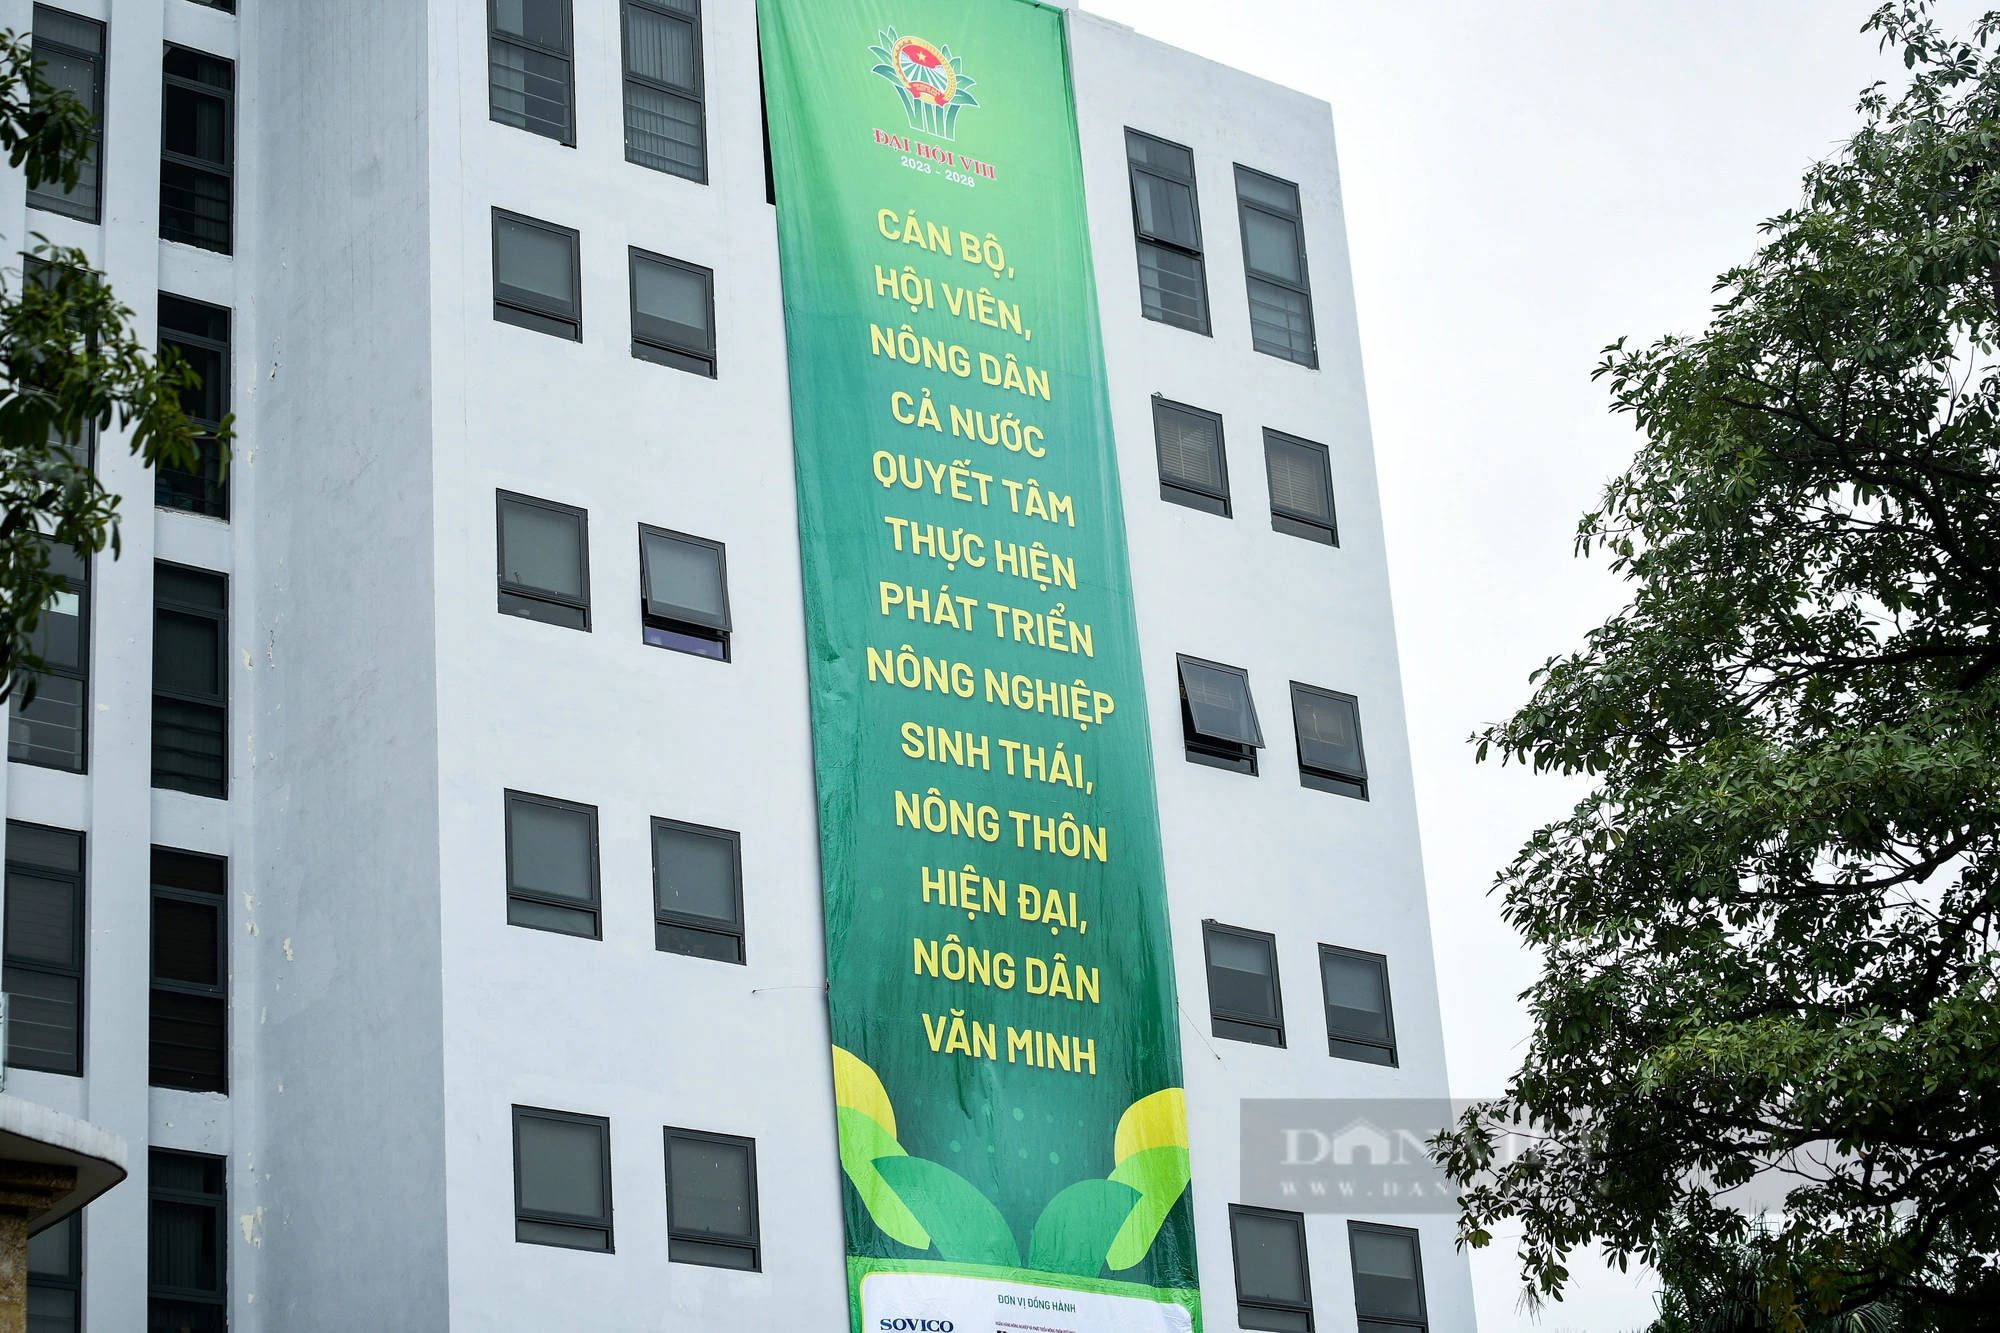 ĐẠI HỘI VIII
2023 - 2028
CÁN BỘ,
HỘI VIÊN,
NÔNG DÂN
CẢ NƯỚC
QUYẾT TÂM
THỰC HIỆN
PHÁT TRIỂN
NÔNG NGHIỆP
SINH THÁI,
NÔNG THÔN
HIỆN ĐẠI,
NÔNG DÂN
VĂN MINH
ĐƠN VỊ ĐỒNG HÀNH
SOVICO
DANVIET